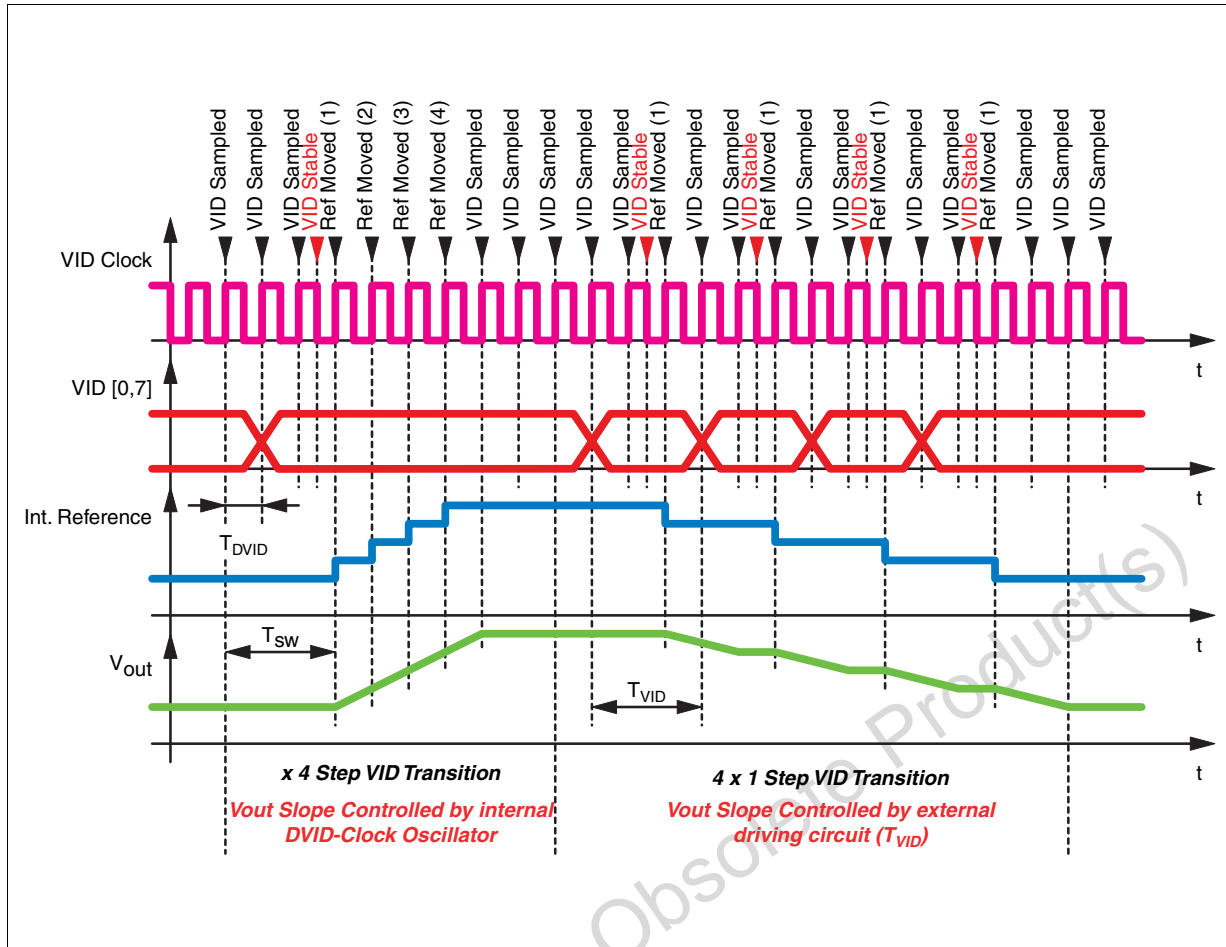 VID Sampled
VID Sampled
VID Sampled
VID Stable
Ref Moved (1)
Ref Moved (2)
Ref Moved (3)
Ref Moved (4)
VID Sampled
VID Sampled
VID Sampled
VID Sampled
VID Sampled
VID Stable
Ref Moved (1)
VID Sampled
VID Sampled
VID Stable
Ref Moved (1)
VID Sampled
VID Sampled
VID Stable
Ref Moved (1)
VID Sampled
VID Sampled
VID Stable
Ref Moved (1)
VID Sampled
VID Sampled
VID Sampled
VID Clock
t
VID [0,7]
t
Int. Reference
TDVID
t
Vout
Tsw
TVID
t
x 4 Step VID Transition
Vout Slope Controlled by internal
DVID-Clock Oscillator
4 x 1 Step VID Transition
Vout Slope Controlled by external
driving circuit (TVID)
Obsolete Product(s)